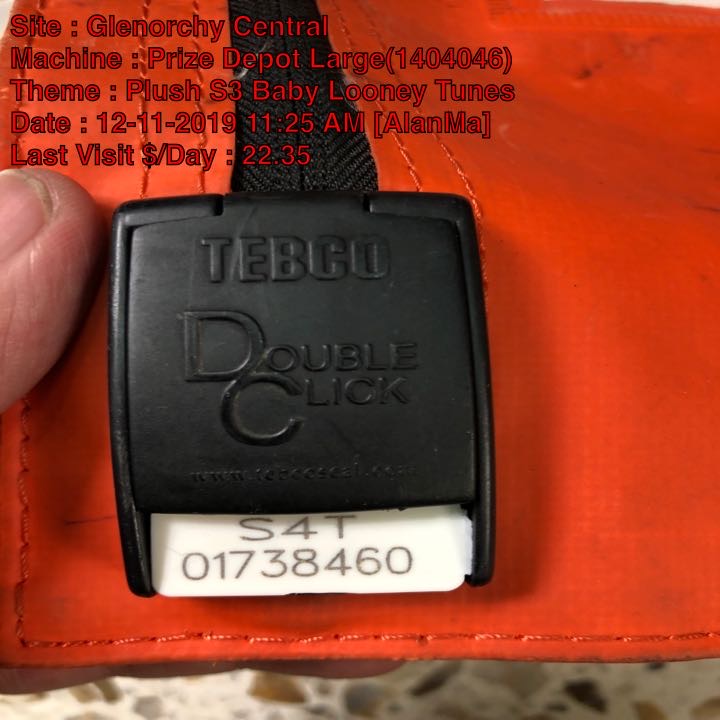 Site : Glenorchy Central
Machine : Prize Depot Large(1404046)
Theme : Plush S3 Baby Looney Tunes
Date : 12-11-2019 11:25 AM [AlanMa]
Last Visit $/Day : 22.35
TEBCO
DOUBLE
CLICK
S4T
01738460